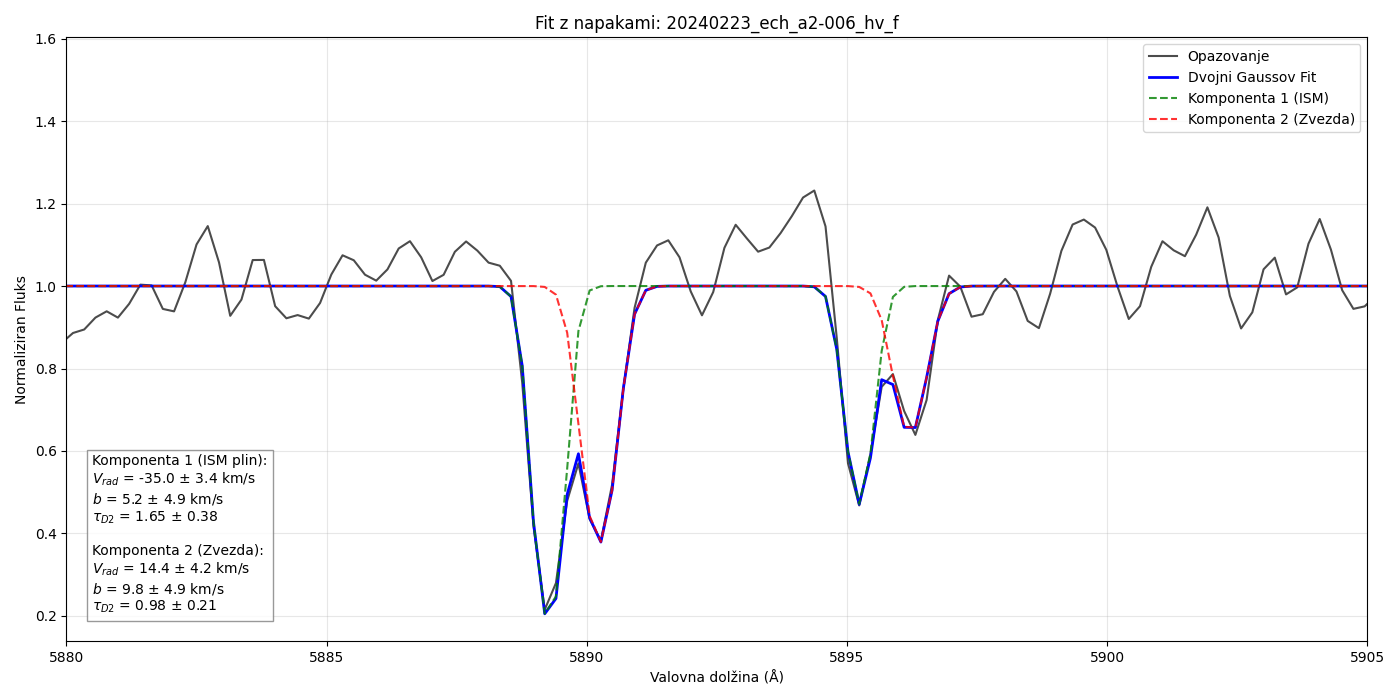 Fit z napakami: 20240223_ech_a2-006_hv_f
Normaliziran Fluks
1.6
1.4
1.2
1.0
0.8
0.6
0.4
0.2
Opazovanje
Dvojni Gaussov Fit
Komponenta 1 (ISM)
Komponenta 2 (Zvezda)
Komponenta 1 (ISM plin):
V_rad = -35.0 ± 3.4 km/s
b = 5.2 ± 4.9 km/s
τ_D2 = 1.65 ± 0.38
Komponenta 2 (Zvezda):
V_rad = 14.4 ± 4.2 km/s
b = 9.8 ± 4.9 km/s
τ_D2 = 0.98 ± 0.21
5880 5885 5890 5895 5900 5905
Valovna dolžina (Å)